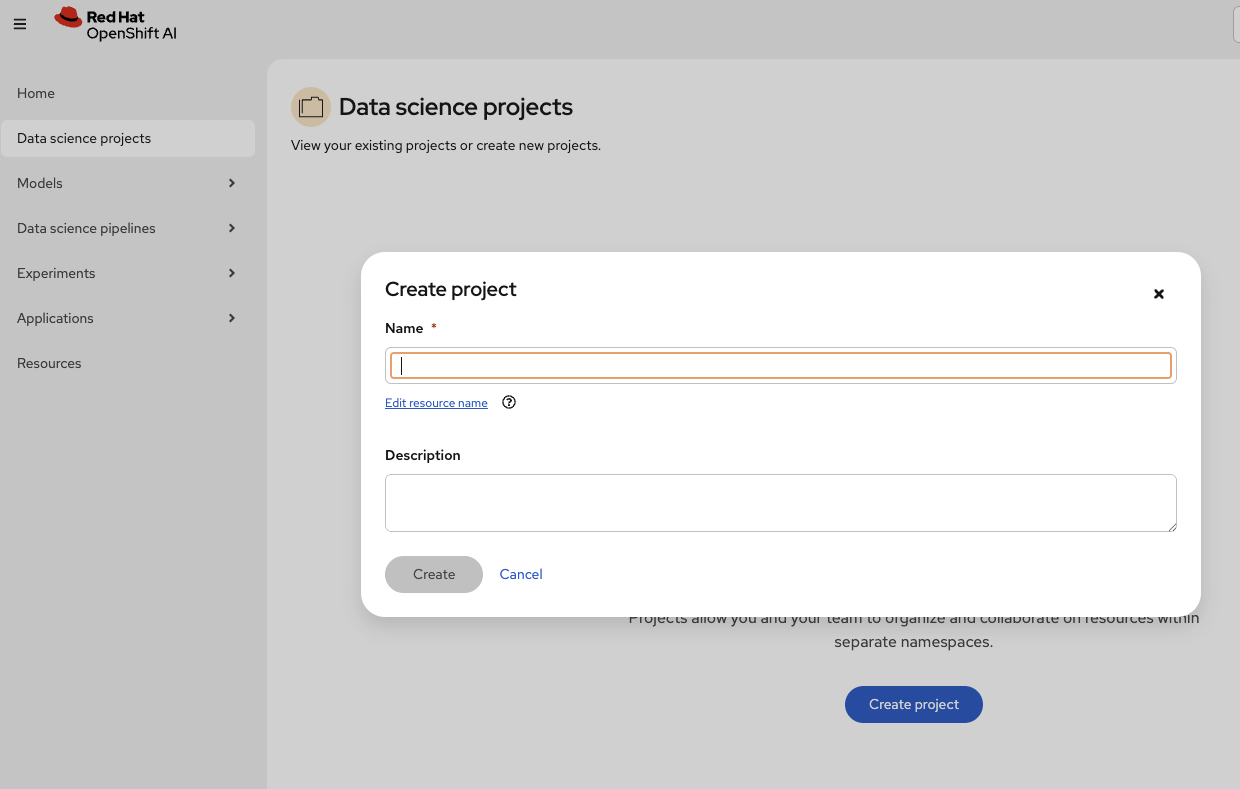 Red Hat
OpenShift AI
Home
Data science projects
Models
Data science pipelines
Experiments
Applications
Resources
Data science projects
View your existing projects or create new projects.
Create project
Name *
Edit resource name
Description
Create Cancel
Projects allow you and your team to organize and collaborate on resources within
separate namespaces.
Create project